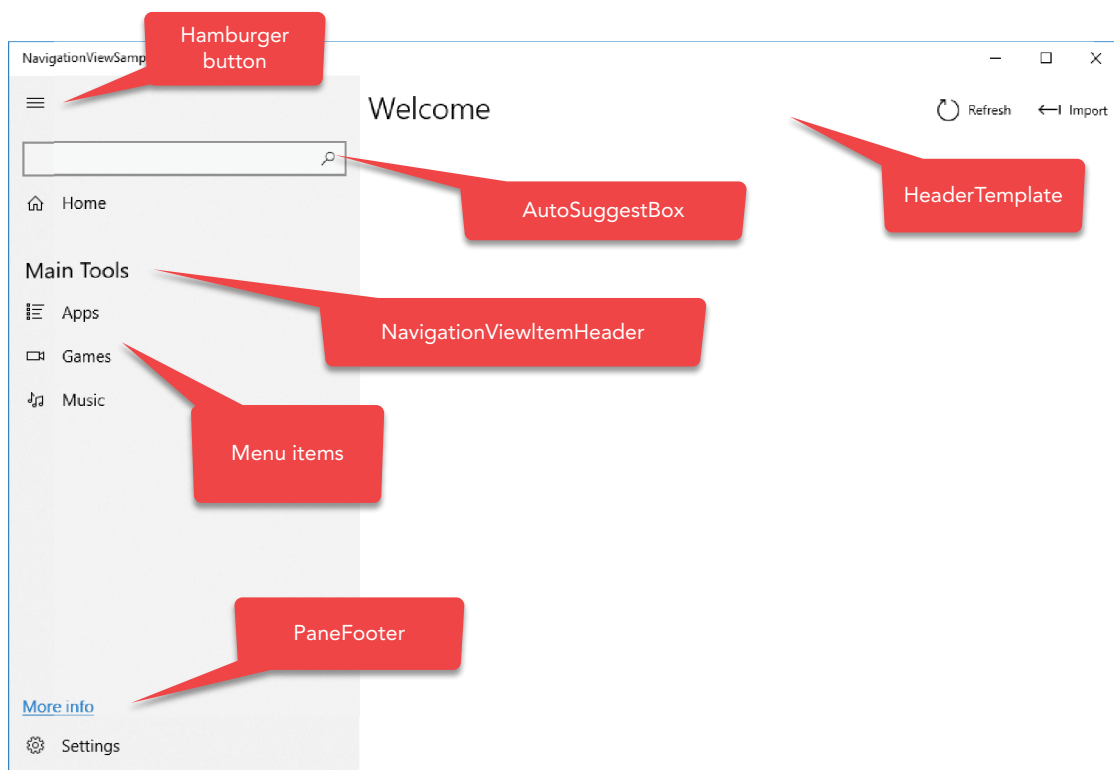 Hamburger
button
NavigationViewSamp
Welcome
Refresh
Import
HeaderTemplate
AutoSuggestBox
Home
Main Tools
NavigationViewItemHeader
Apps
Games
Music
Menu items
PaneFooter
More info
Settings